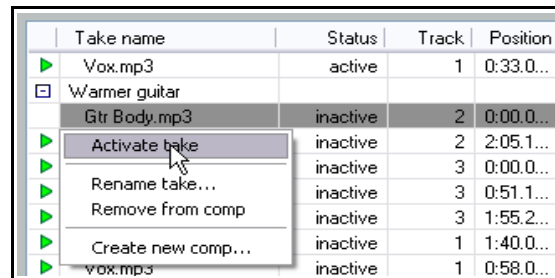 Take name Status Track Position
Vox.mp3 active 1 0:33.0...
Warmer guitar
Gtr Body.mp3 inactive 2 0:00.0...
Activate take inactive 2 2:05.1...
inactive 3 0:00.0...
Rename take... inactive 3 0:51.1...
Remove from comp inactive 3 1:55.2...
Create new comp... inactive 1 1:40.0...
Vox.mp3 inactive 1 0:58.0...